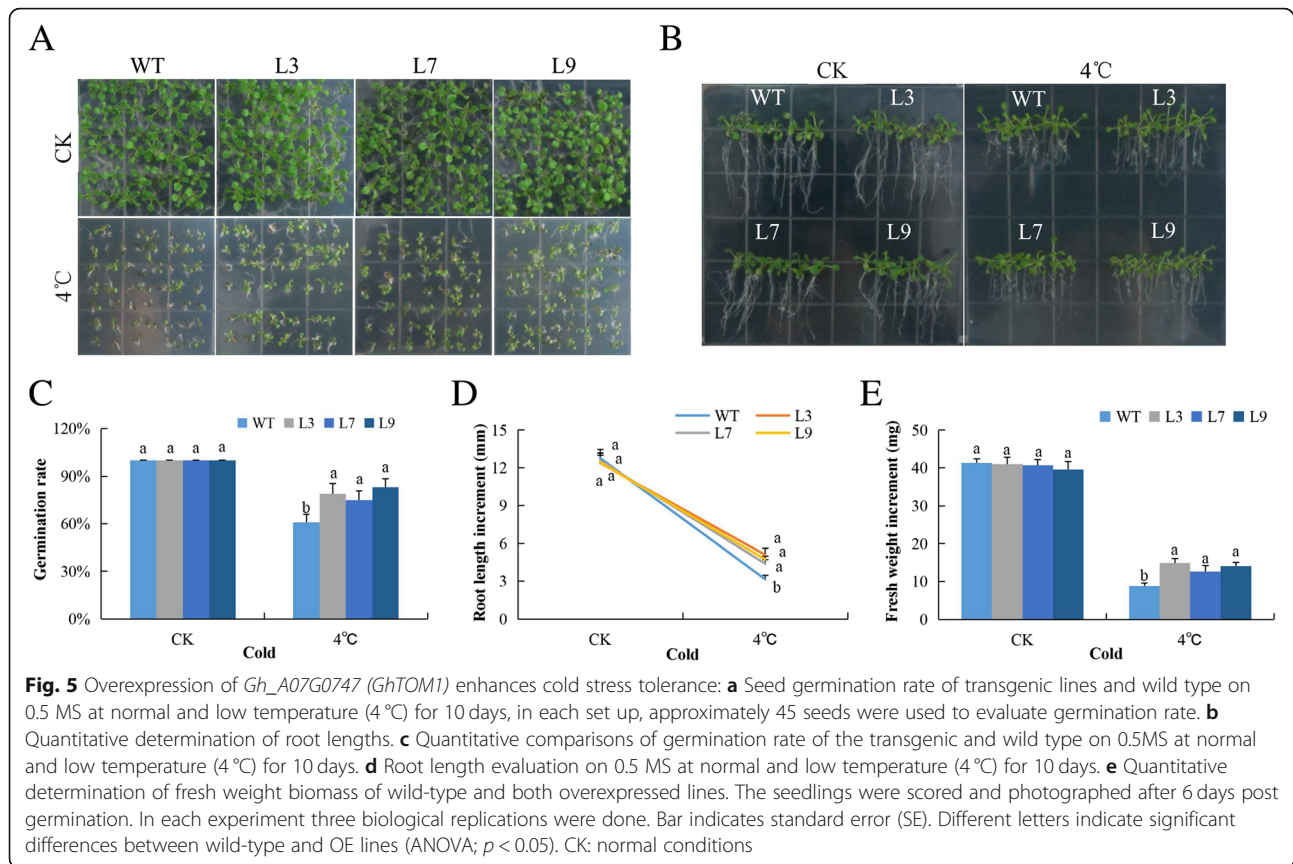 A
WT L3 L7 L9
CK
4℃
B
CK 4℃
WT L3 WT L3
L7 L9 L7 L9
C
WT L3 L7 L9
120%
90%
60%
30%
0%
Germination rate
a a a a
b a a a
CK 4℃
Cold
D
WT L3
L7 L9
15
12
9
6
3
0
Root length increment (mm)
a
a
a a
a
a
a
b
CK 4℃
Cold
E
WT L3 L7 L9
50
40
30
20
10
0
Fresh weight increment (mg)
a a a a
b a a a
CK 4℃
Cold
Fig. 5 Overexpression of Gh_A07G0747 (GhTOM1) enhances cold stress tolerance: a Seed germination rate of transgenic lines and wild type on
0.5 MS at normal and low temperature (4 °C) for 10 days, in each set up, approximately 45 seeds were used to evaluate germination rate. b
Quantitative determination of root lengths. c Quantitative comparisons of germination rate of the transgenic and wild type on 0.5MS at normal
and low temperature (4 °C) for 10 days. d Root length evaluation on 0.5 MS at normal and low temperature (4 °C) for 10 days. e Quantitative
determination of fresh weight biomass of wild-type and both overexpressed lines. The seedlings were scored and photographed after 6 days post
germination. In each experiment three biological replications were done. Bar indicates standard error (SE). Different letters indicate significant
differences between wild-type and OE lines (ANOVA; p < 0.05). CK: normal conditions